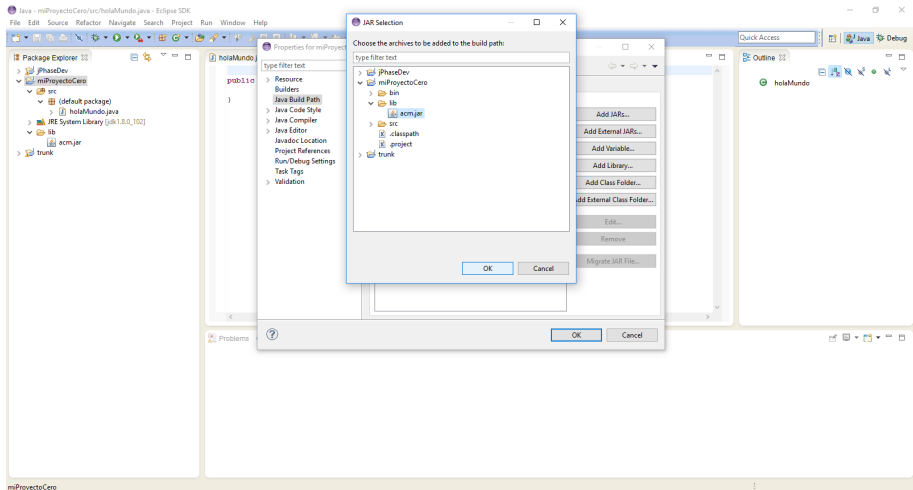 Java - miProyectoCero/src/holaMundo.java - Eclipse SDK
File Edit Source Refactor Navigate Search Project Run Window Help
Quick Access
Java
Debug
Package Explorer
jPhaseDev
miProyectoCero
src
(default package)
holaMundo.java
JRE System Library [jdk1.8.0_102]
lib
acm.jar
trunk
holaMundo.j
public
}
Properties for miProyect
type filter text
Resource
Builders
Java Build Path
Java Code Style
Java Compiler
Java Editor
Javadoc Location
Project References
Run/Debug Settings
Task Tags
Validation
JAR Selection
Choose the archives to be added to the build path:
type filter text
jPhaseDev
miProyectoCero
bin
lib
acm.jar
src
.classpath
.project
trunk
OK Cancel
Add JARs...
Add External JARs...
Add Variable...
Add Library...
Add Class Folder...
dd External Class Folder...
Edit...
Remove
Migrate JAR File...
OK Cancel
Outline
holaMundo
Problems
miProyectoCero